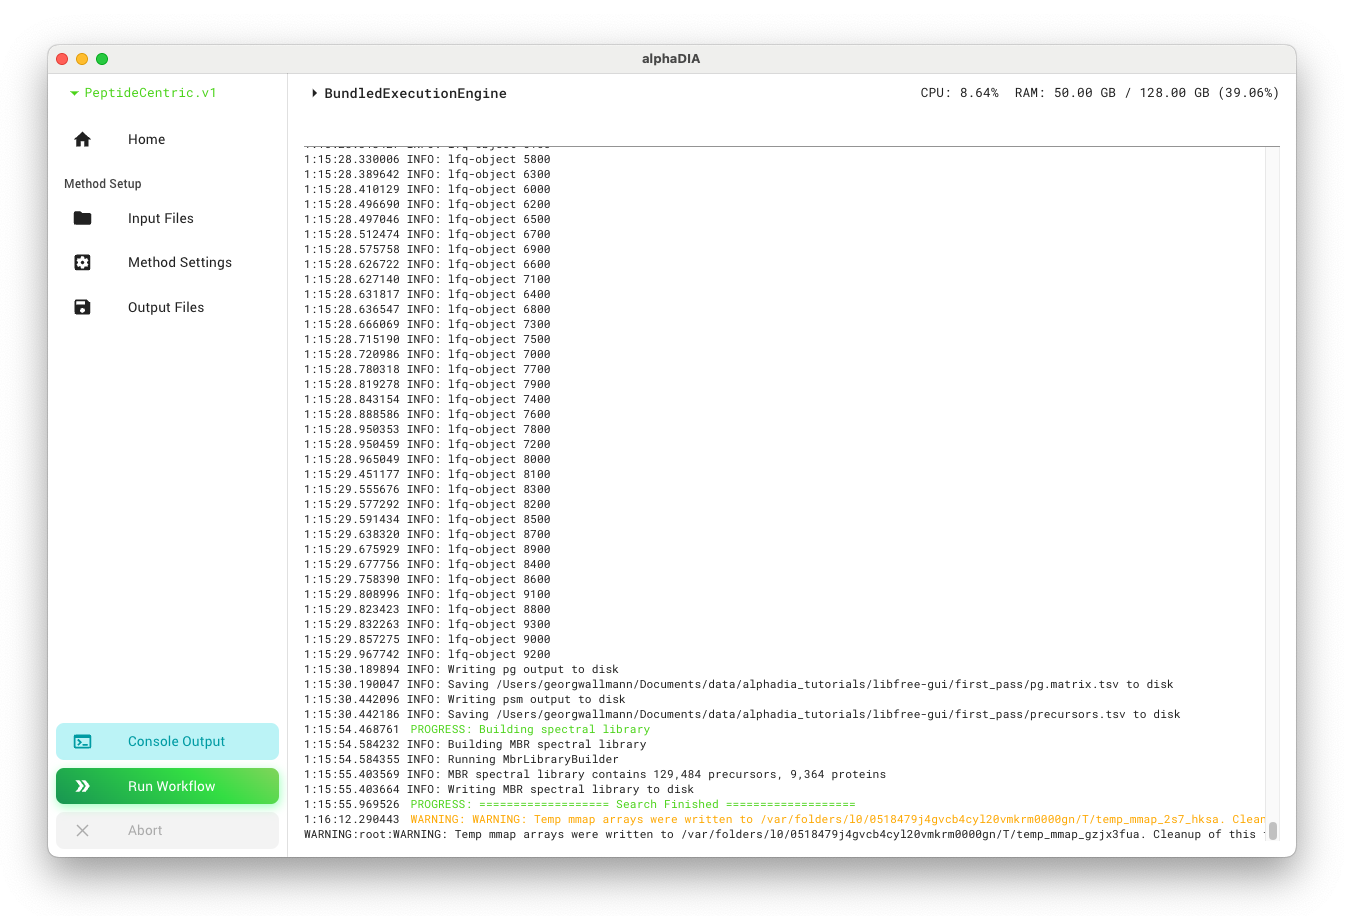 alphaDIA
PeptideCentric.v1
BundledExecutionEngine
CPU: 8.64% RAM: 50.00 GB / 128.00 GB (39.06%)
Home
Method Setup
Input Files
Method Settings
Output Files
1:15:28.330006 INFO: lfq-object 5800
1:15:28.389642 INFO: lfq-object 6300
1:15:28.410129 INFO: lfq-object 6000
1:15:28.496690 INFO: lfq-object 6200
1:15:28.497046 INFO: lfq-object 6500
1:15:28.512474 INFO: lfq-object 6700
1:15:28.575758 INFO: lfq-object 6900
1:15:28.626722 INFO: lfq-object 6600
1:15:28.627140 INFO: lfq-object 7100
1:15:28.631817 INFO: lfq-object 6400
1:15:28.636547 INFO: lfq-object 6800
1:15:28.666069 INFO: lfq-object 7300
1:15:28.715190 INFO: lfq-object 7500
1:15:28.720986 INFO: lfq-object 7000
1:15:28.780318 INFO: lfq-object 7700
1:15:28.819278 INFO: lfq-object 7900
1:15:28.843154 INFO: lfq-object 7400
1:15:28.888586 INFO: lfq-object 7600
1:15:28.950353 INFO: lfq-object 7800
1:15:28.950459 INFO: lfq-object 7200
1:15:28.965049 INFO: lfq-object 8000
1:15:29.451177 INFO: lfq-object 8100
1:15:29.555676 INFO: lfq-object 8300
1:15:29.577292 INFO: lfq-object 8200
1:15:29.591434 INFO: lfq-object 8500
1:15:29.638320 INFO: lfq-object 8700
1:15:29.675929 INFO: lfq-object 8900
1:15:29.677756 INFO: lfq-object 8400
1:15:29.758390 INFO: lfq-object 8600
1:15:29.808996 INFO: lfq-object 9100
1:15:29.823423 INFO: lfq-object 8800
1:15:29.832263 INFO: lfq-object 9300
1:15:29.857275 INFO: lfq-object 9000
1:15:29.967742 INFO: lfq-object 9200
1:15:30.189894 INFO: Writing pg output to disk
1:15:30.190047 INFO: Saving /Users/georgwallmann/Documents/data/alphadia_tutorials/libfree-gui/first_pass/pg.matrix.tsv to disk
1:15:30.442096 INFO: Writing psm output to disk
1:15:30.442186 INFO: Saving /Users/georgwallmann/Documents/data/alphadia_tutorials/libfree-gui/first_pass/precursors.tsv to disk
1:15:54.468761 PROGRESS: Building spectral library
1:15:54.584232 INFO: Building MBR spectral library
1:15:54.584355 INFO: Running MbrLibraryBuilder
1:15:55.403569 INFO: MBR spectral library contains 129,484 precursors, 9,364 proteins
1:15:55.403664 INFO: Writing MBR spectral library to disk
1:15:55.969526 PROGRESS: =================== Search Finished ===================
1:16:12.290443 WARNING: WARNING: Temp mmap arrays were written to /var/folders/l0/0518479j4gvcb4cyl20vmkrm0000gn/T/temp_mmap_2s7_hksa. Clean
WARNING:root:WARNING: Temp mmap arrays were written to /var/folders/l0/0518479j4gvcb4cyl20vmkrm0000gn/T/temp_mmap_gzjx3fua. Cleanup of this
Console Output
Run Workflow
Abort